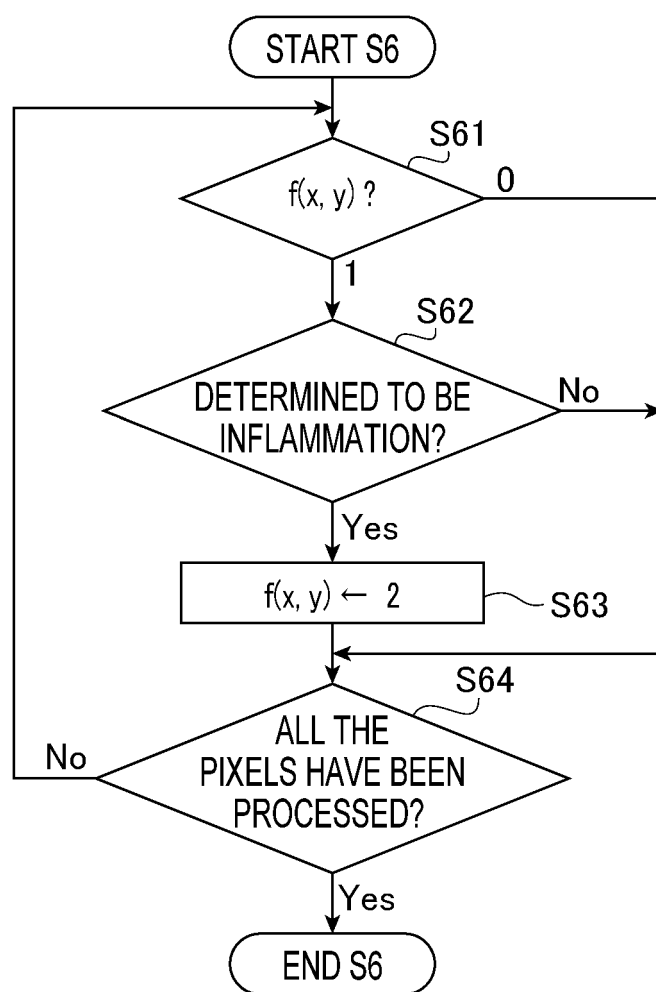 START S6
S61
f(x, y) ?
0
1
S62
DETERMINED TO BE
INFLAMMATION?
No
Yes
f(x, y) ← 2
S63
S64
ALL THE
PIXELS HAVE BEEN
PROCESSED?
No
Yes
END S6